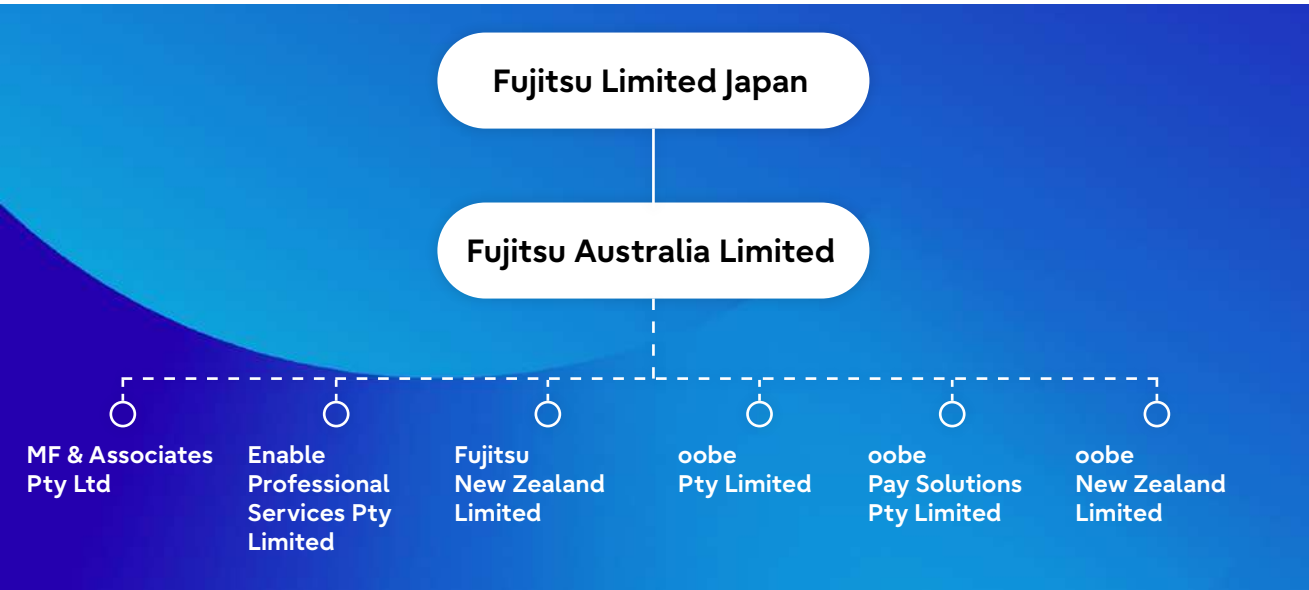 Fujitsu Limited Japan
Fujitsu Australia Limited
MF & Associates
Pty Ltd
Enable
Professional
Services Pty
Limited
Fujitsu
New Zealand
Limited
oobe
Pty Limited
oobe
Pay Solutions
Pty Limited
oobe
New Zealand
Limited